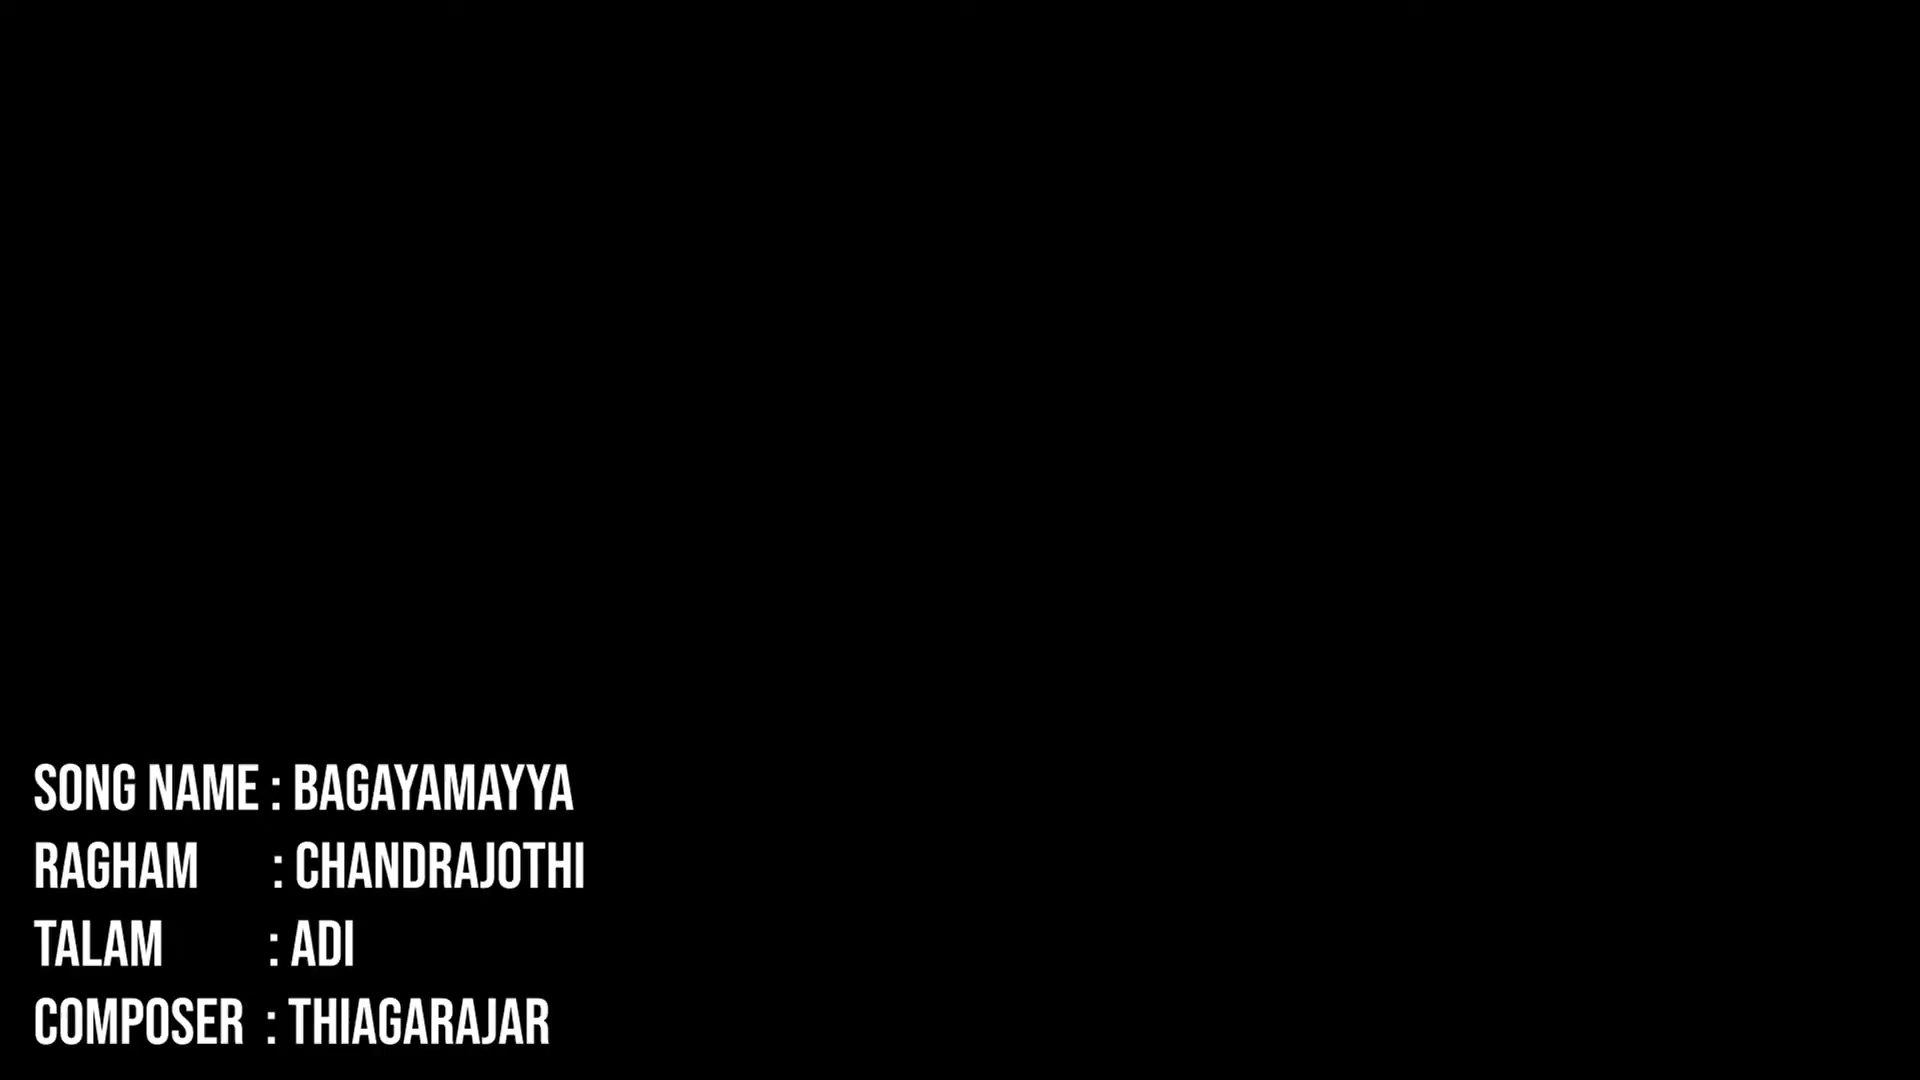 SONG NAME : BAGAYAMAYYA
RAGHAM : CHANDRAJOTHI
TALAM : ADI
COMPOSER : THIAGARAJAR